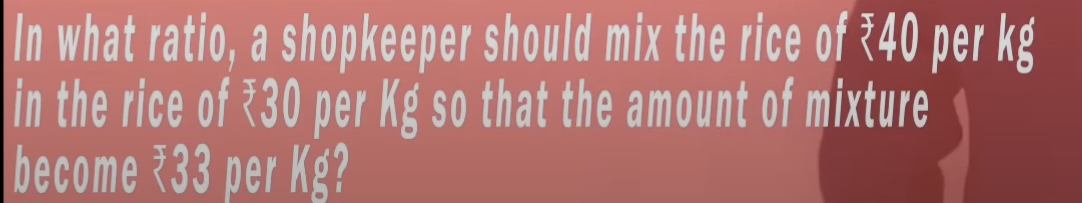 In what ratio, a shopkeeper should mix the rice of ₹40 per kg
in the rice of ₹30 per Kg so that the amount of mixture
become ₹33 per Kg?